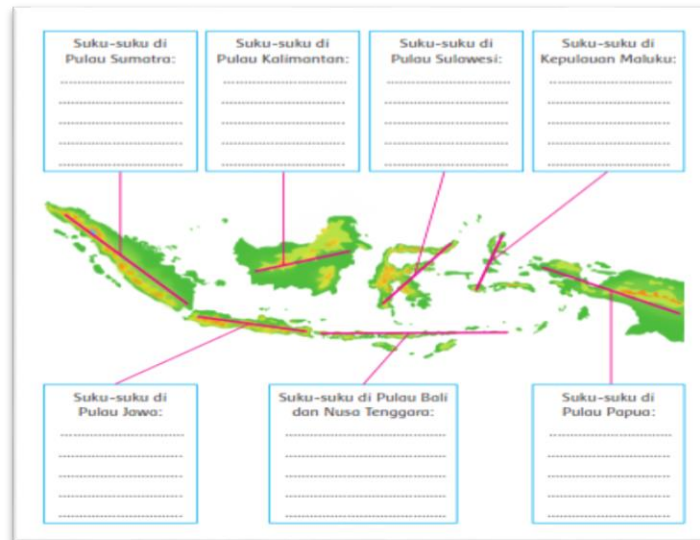 Suku-suku di
Pulau Sumatra:
Suku-suku di
Pulau Kalimantan:
Suku-suku di
Pulau Sulawesi:
Suku-suku di
Kepulauan Maluku:
Suku-suku di
Pulau Jawa:
Suku-suku di Pulau Bali
dan Nusa Tenggara:
Suku-suku di
Pulau Papua: